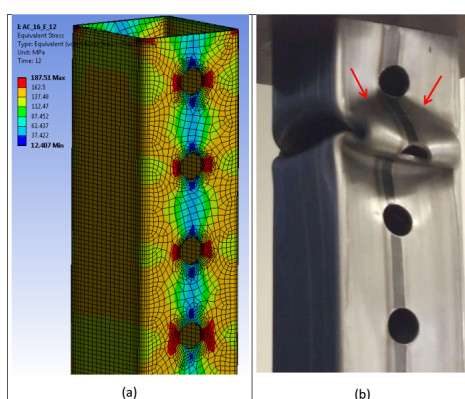 I: AC_16_E_12
Equivalent Stress
Unit: MPa
Time: 12
187.51 Max
162.5
137.48
112.47
87.452
62.437
37.422
12.407 Min
(a)
(b)